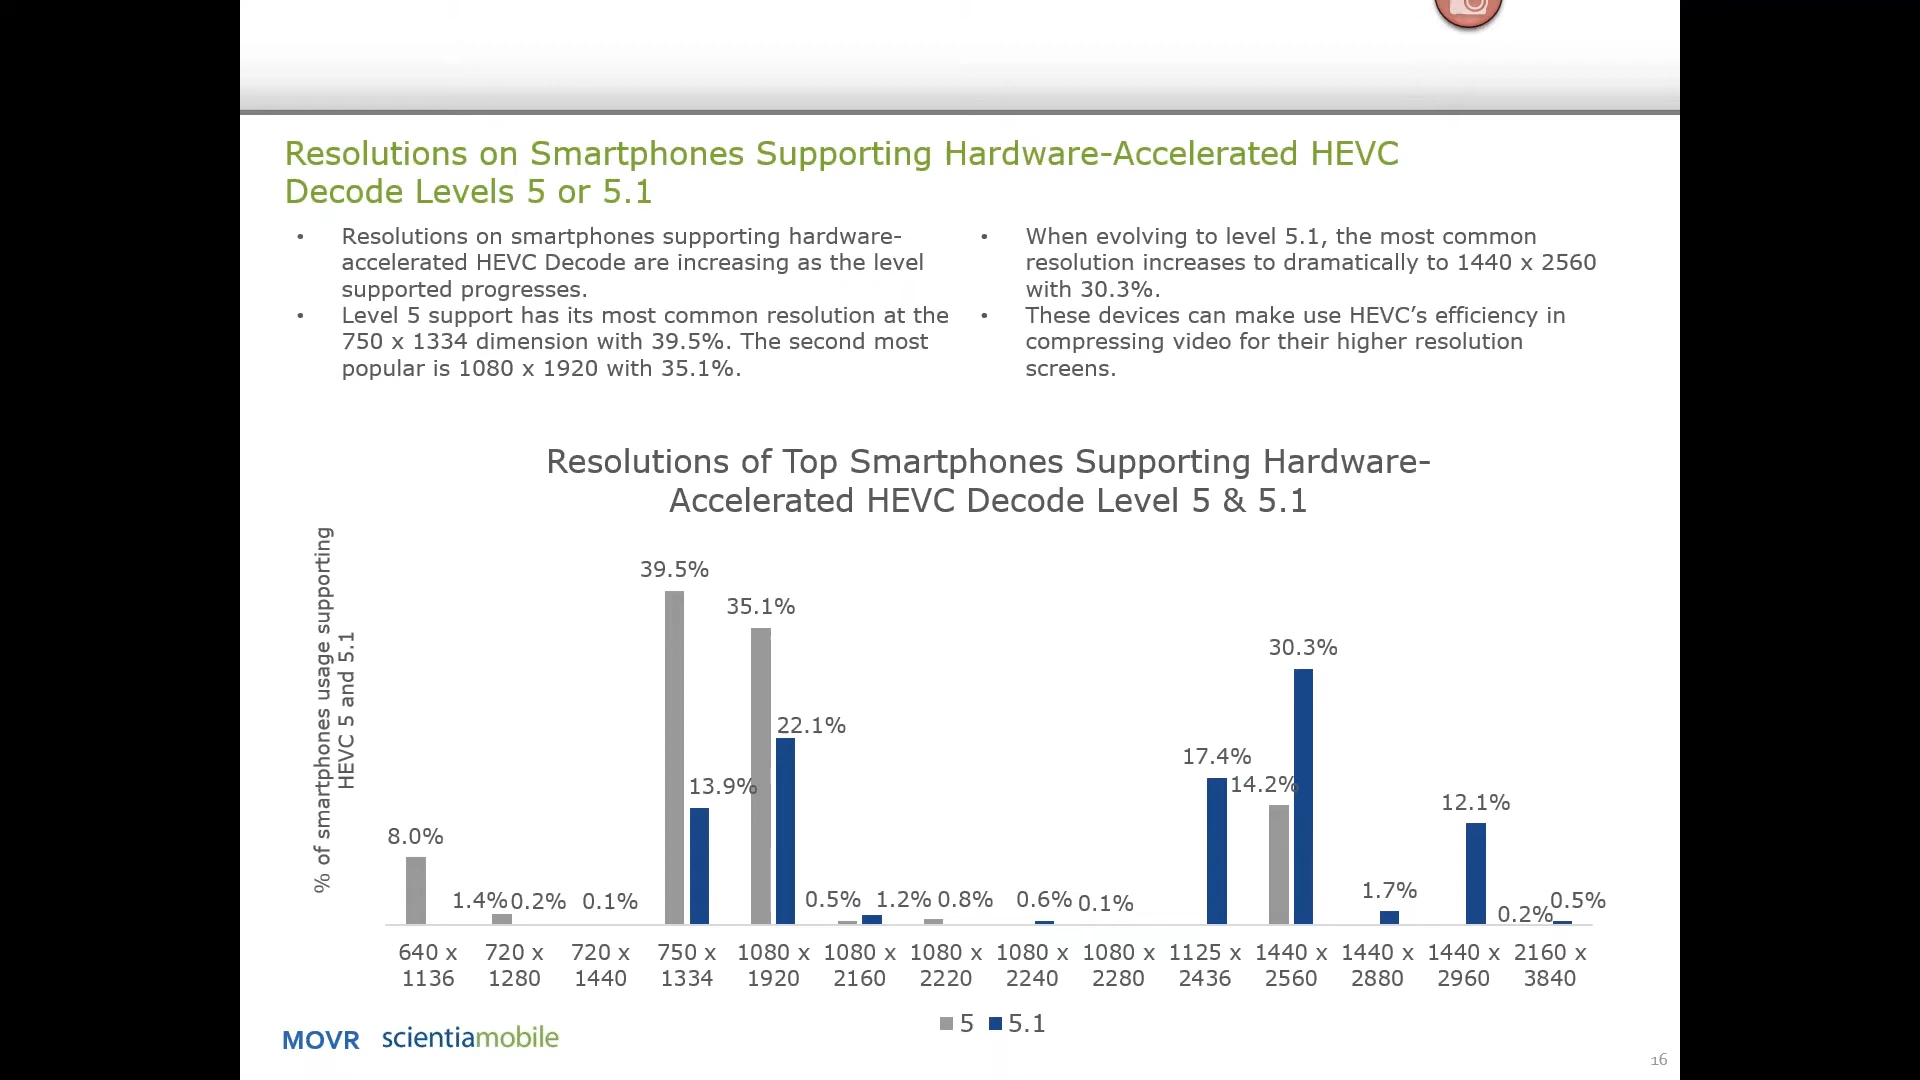 Resolutions on Smartphones Supporting Hardware-Accelerated HEVC
Decode Levels 5 or 5.1
• Resolutions on smartphones supporting hardware-
accelerated HEVC Decode are increasing as the level
supported progresses.
• Level 5 support has its most common resolution at the
750 x 1334 dimension with 39.5%. The second most
popular is 1080 x 1920 with 35.1%.
• When evolving to level 5.1, the most common
resolution increases to dramatically to 1440 x 2560
with 30.3%.
• These devices can make use HEVC’s efficiency in
compressing video for their higher resolution
screens.
Resolutions of Top Smartphones Supporting Hardware-
Accelerated HEVC Decode Level 5 & 5.1
% of smartphones usage supporting
HEVC 5 and 5.1
39.5%
35.1%
30.3%
22.1%
17.4%
14.2%
13.9%
12.1%
8.0%
1.7%
1.4% 0.2% 0.1% 0.5% 1.2% 0.8% 0.6% 0.1% 0.2% 0.5%
640 x 720 x 720 x 750 x 1080 x 1080 x 1080 x 1080 x 1080 x 1125 x 1440 x 1440 x 1440 x 2160 x
1136 1280 1440 1334 1920 2160 2220 2240 2280 2436 2560 2880 2960 3840
5 5.1
MOVR scientiamobile
16